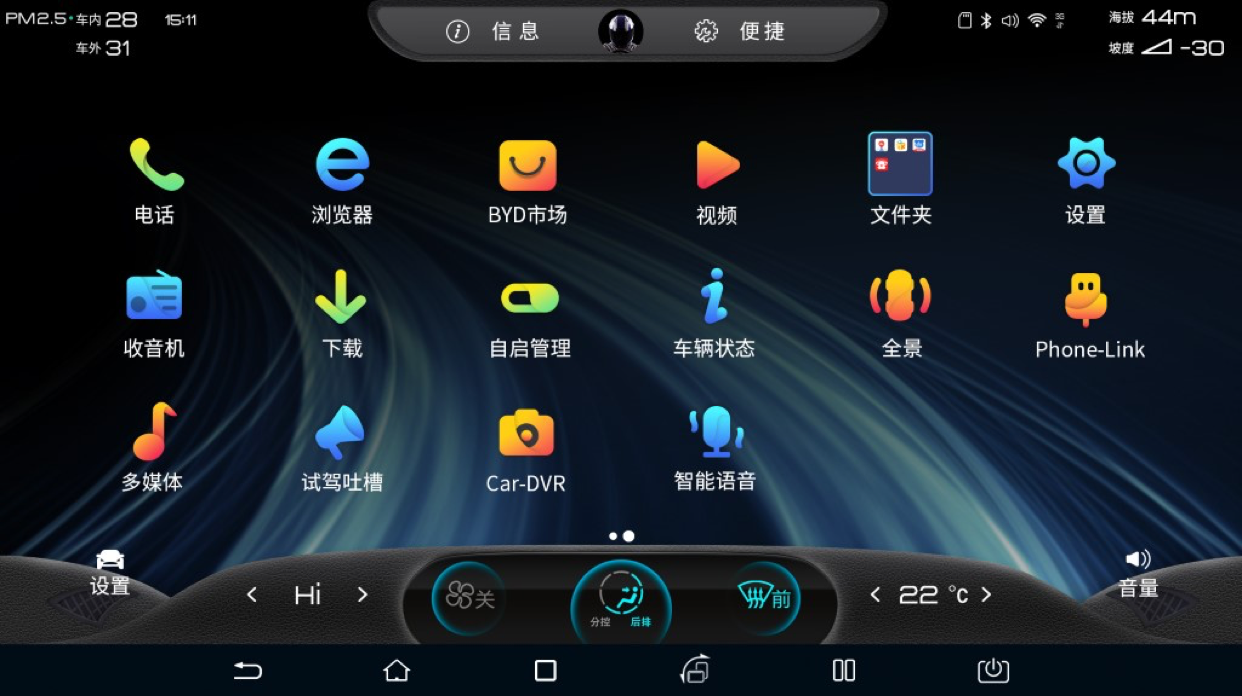 PM2.5 车内 28 15:11
车外 31
信息
便捷
3G
海拔 44m
坡度 -30
电话
浏览器
BYD市场
视频
文件夹
设置
收音机
下载
自启管理
车辆状态
全景
Phone-Link
多媒体
试驾吐槽
Car-DVR
智能语音
设置
音量
< Hi >
关
分控 后排
前
< 22 °c >